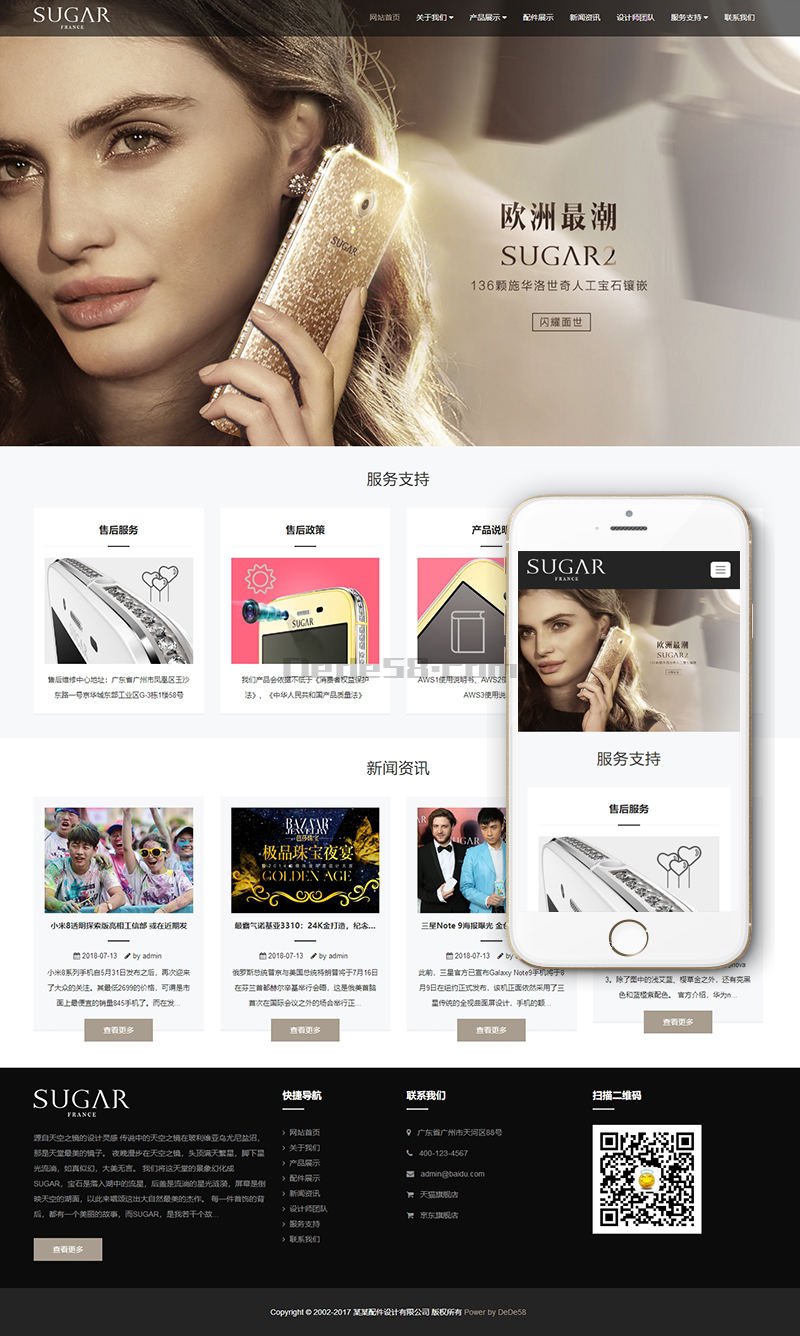 SUGAR
FRANCE
网站首页 关于我们 产品展示 配件展示 新闻资讯 设计师团队 服务支持 联系我们
SUGAR
欧洲最潮
SUGAR2
136颗施华洛世奇人工宝石镶嵌
闪耀面世
服务支持
售后服务
售后维修中心地址：广东省广州市凤凰区玉沙
东路一号京华城东部工业区G-3栋1楼58号
售后政策
SUGAR
我们产品会依据不低于《消费者权益保护
法》,《中华人民共和国产品质量法》
产品说明
AWS1使用说明书、AWS2
AWS3使用说
Dede58.com
SUGAR
FRANCE
欧洲最潮
SUGAR2
136颗施华洛世奇人工宝石镶嵌
服务支持
售后服务
新闻资讯
小米8透明探索版亮相工信部 或在近期发
2018-07-13 by admin
小米8系列手机自5月31日发布之后，再次迎来
了大众的关注。其最低2699的价格，可谓是市
面上最便宜的骁龙845手机了。而在发...
查看更多
BAZAAR
JEWELRY
芭莎珠宝
极品珠宝夜宴
GOLDEN AGE
最霸气诺基亚3310：24K金打造，纪念...
2018-07-13 by admin
俄罗斯总统普京与美国总统特朗普将于7月16日
在芬兰首都赫尔辛基举行会晤，这是俄美首脑
首次在国际会议之外的场合举行正...
查看更多
三星Note 9海报曝光 金色
2018-07-13 by admin
此前，三星官方已宣布Galaxy Note9手机将于8
月9日在纽约正式发布，该机正面依然采用了三
星传统的全视曲面屏设计，手机的额...
查看更多
nova
3。除了图中的浅艾蓝、樱草金之外，还有亮黑
色和蓝楹紫配色。 官方介绍，华为n...
查看更多
SUGAR
FRANCE
源自天空之镜的设计灵感 传说中的天空之镜在玻利维亚乌尤尼盐沼，
那是天堂最美的镜子。 夜晚漫步在天空之镜，头顶满天繁星，脚下星
光流淌，如真似幻，大美无言。 我们将这天堂的景象幻化成
SUGAR，宝石是落入湖中的流星，后盖是流淌的星光涟漪，屏幕是倒
映天空的湖面，以此来唱颂这出大自然最美的杰作。 每一件首饰的背
后，都有一个美丽的故事，而SUGAR，是我若干个故...
查看更多
快捷导航
网站首页
关于我们
产品展示
配件展示
新闻资讯
设计师团队
服务支持
联系我们
联系我们
广东省广州市天河区88号
400-123-4567
admin@baidu.com
天猫旗舰店
京东旗舰店
扫描二维码
Copyright © 2002-2017 某某配件设计有限公司 版权所有 Power by DeDe58